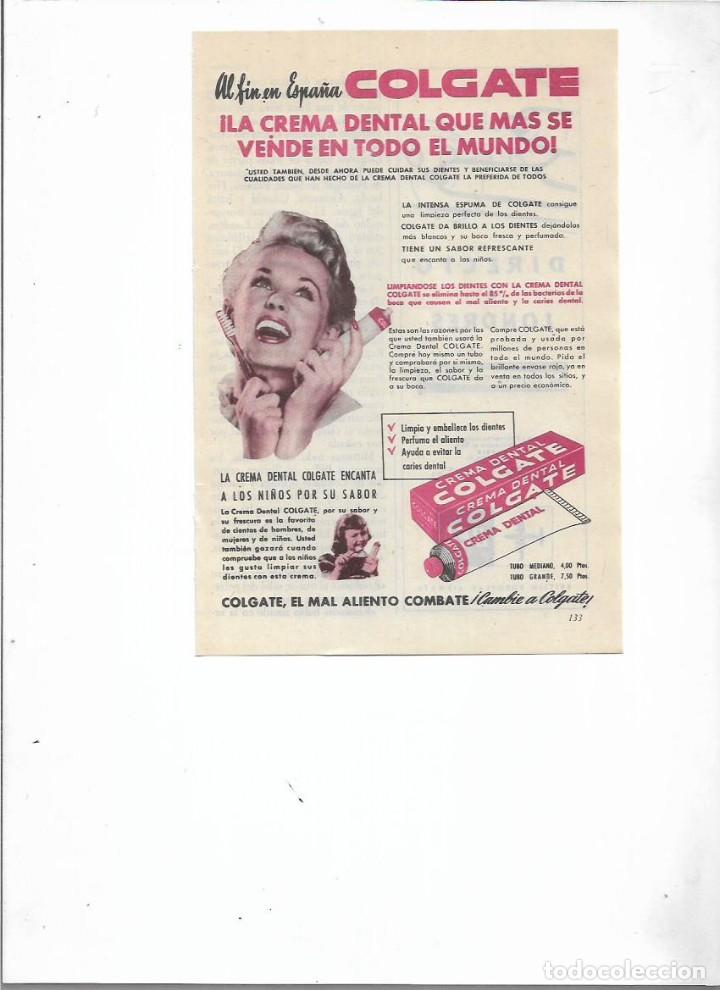 Al fin en España COLGATE
¡LA CREMA DENTAL QUE MAS SE
VENDE EN TODO EL MUNDO!
"USTED TAMBIEN, DESDE AHORA PUEDE CUIDAR SUS DIENTES Y BENEFICIARSE DE LAS
CUALIDADES QUE HAN HECHO DE LA CREMA DENTAL COLGATE LA PREFERIDA DE TODOS
LA INTENSA ESPUMA DE COLGATE consigue
una limpieza perfecta de los dientes.
COLGATE DA BRILLO A LOS DIENTES dejándolos
más blancos y su boca fresca y perfumada.
TIENE UN SABOR REFRESCANTE
que encanta a los niños.
DIRECTO
LIMPIANDOSE LOS DIENTES CON LA CREMA DENTAL
COLGATE se elimina hasta el 85 % de las bacterias de la
boca que causan el mal aliento y la caries dental.
LONDRES
Estas son las razones por las
que usted también usará la
Crema Dental COLGATE.
Compre hoy mismo un tubo
y comprobará por si mismo,
la limpieza, el sabor y la
frescura que COLGATE da
a su boca.
Compre COLGATE, que está
probada y usada por
millones de personas en
todo el mundo. Pida el
brillante envase rojo, ya en
venta en todos los sitios, y
a un precio económico.
√ Limpia y embellece los dientes
√ Perfuma el aliento
√ Ayuda a evitar la
caries dental
CREMA DENTAL
COLGATE
CREMA DENTAL
COLGATE
COLGATE
COLGATE
CREMA DENTAL
LA CREMA DENTAL COLGATE ENCANTA
A LOS NIÑOS POR SU SABOR
La Crema Dental COLGATE, por su sabor y
su frescura es la favorita
de cientos de hombres, de
mujeres y de niños. Usted
también gozará cuando
compruebe que a los niños
les gusta limpiar sus
dientes con esta crema.
TUBO MEDIANO, 4,00 Ptas.
TUBO GRANDE, 7,50 Ptas.
COLGATE, EL MAL ALIENTO COMBATE ¡Cambie a Colgate!
133
todocoleccion